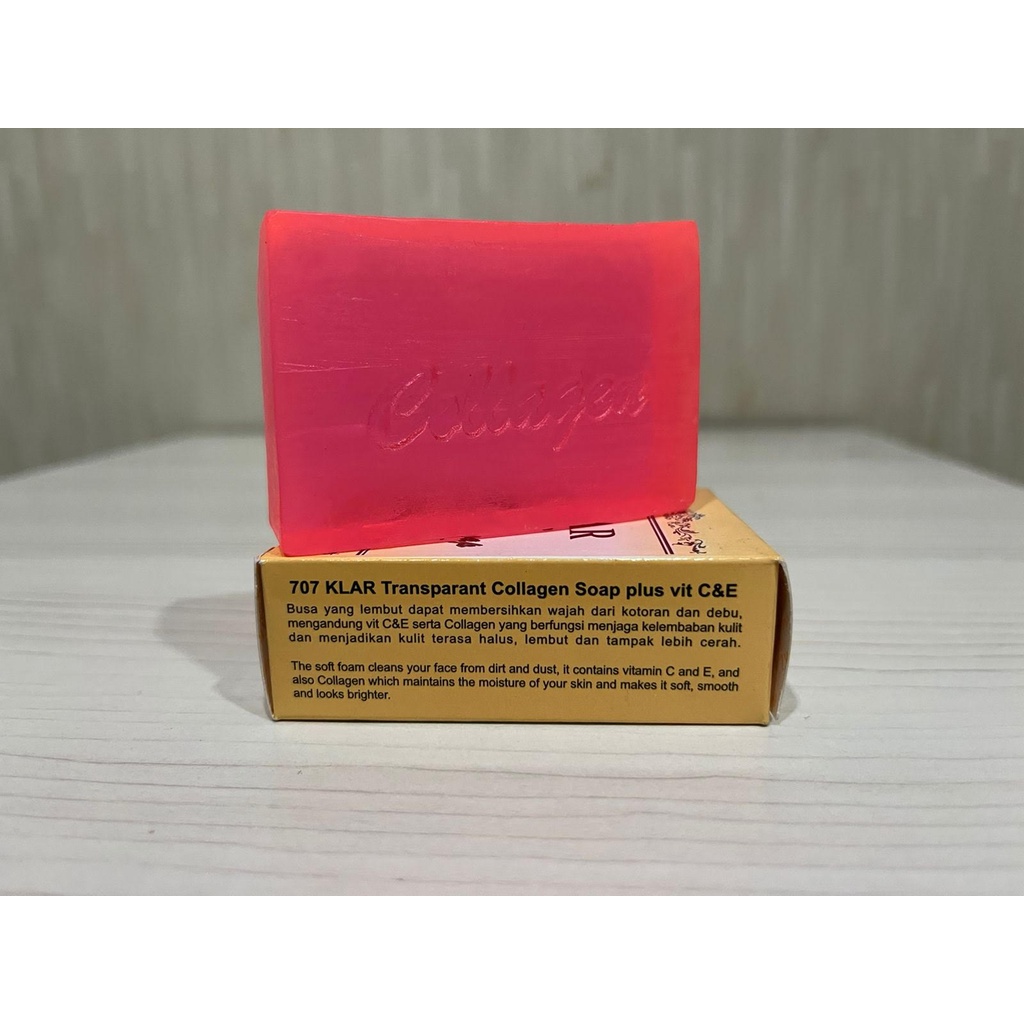 Collagen
707 KLAR Transparant Collagen Soap plus vit C&E
Busa yang lembut dapat membersihkan wajah dari kotoran dan debu,
mengandung vit C&E serta Collagen yang berfungsi menjaga kelembaban kulit
dan menjadikan kulit terasa halus, lembut dan tampak lebih cerah.
The soft foam cleans your face from dirt and dust, it contains vitamin C and E, and
also Collagen which maintains the moisture of your skin and makes it soft, smooth
and looks brighter.